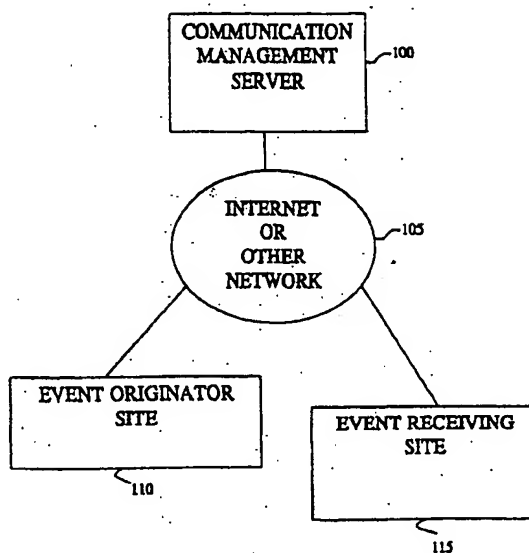 COMMUNICATION
MANAGEMENT
SERVER
100
INTERNET
OR
OTHER
NETWORK
105
EVENT ORIGINATOR
SITE
110
EVENT RECEIVING
SITE
115